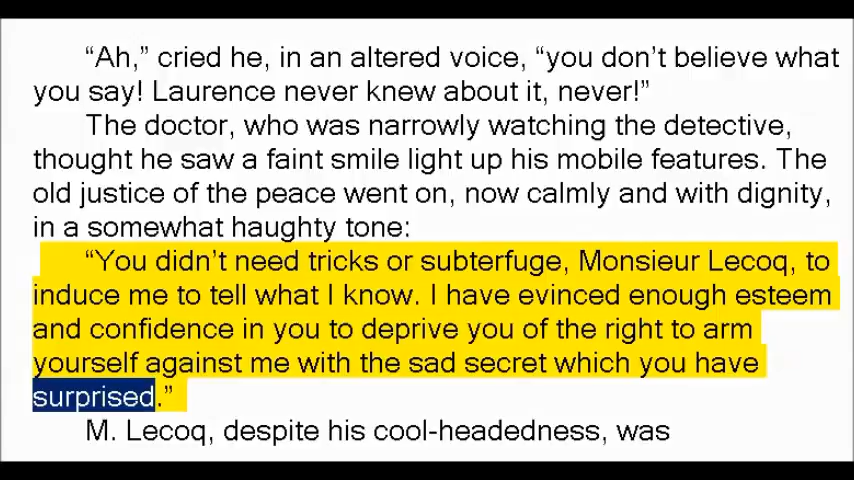 “Ah,” cried he, in an altered voice, “you don’t believe what
you say! Laurence never knew about it, never!”
The doctor, who was narrowly watching the detective,
thought he saw a faint smile light up his mobile features. The
old justice of the peace went on, now calmly and with dignity,
in a somewhat haughty tone:
“You didn’t need tricks or subterfuge, Monsieur Lecoq, to
induce me to tell what I know. I have evinced enough esteem
and confidence in you to deprive you of the right to arm
yourself against me with the sad secret which you have
surprised.”
M. Lecoq, despite his cool-headedness, was